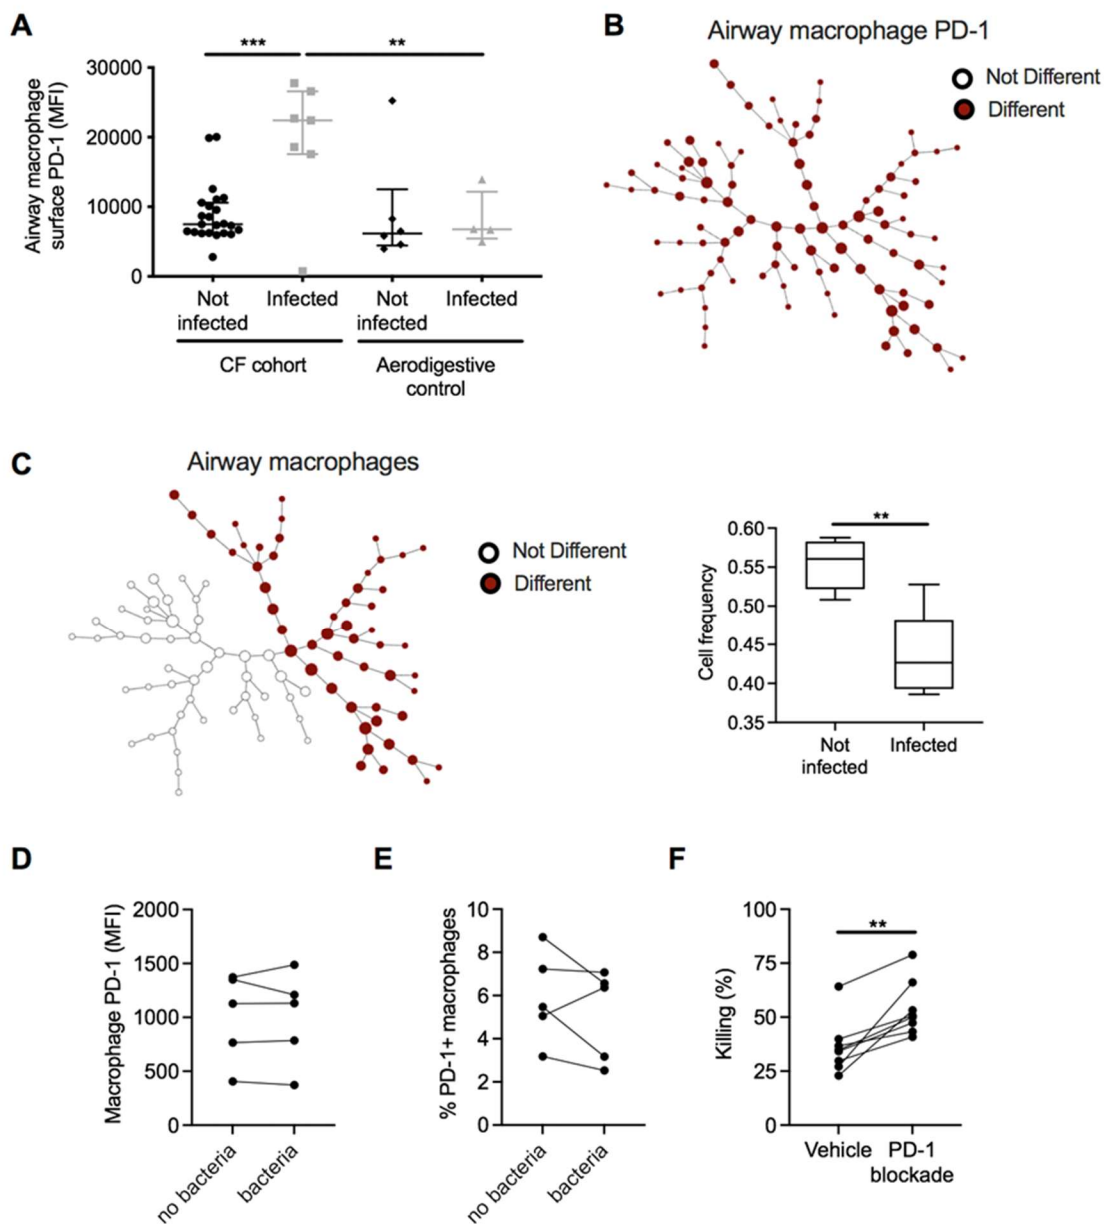 A
Airway macrophage
surface PD-1 (MFI)
30000
20000
10000
0
***
**
Not
infected
Infected
Not
infected
Infected
CF cohort
Aerodigestive
control
B
Airway macrophage PD-1
Not Different
Different
C
Airway macrophages
Not Different
Different
Cell frequency
0.60
0.55
0.50
0.45
0.40
0.35
**
Not
infected
Infected
D
Macrophage PD-1 (MFI)
2000
1500
1000
500
0
no bacteria
bacteria
E
% PD-1+ macrophages
10
8
6
4
2
0
no bacteria
bacteria
F
Killing (%)
100
75
50
25
0
**
Vehicle
PD-1
blockade